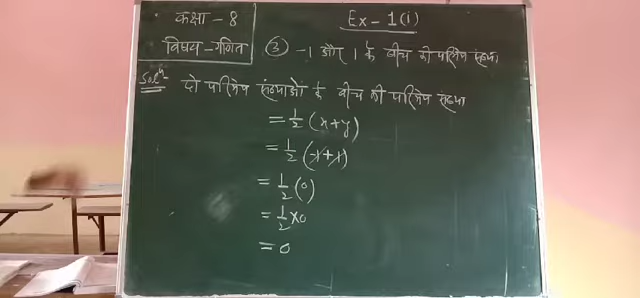 कक्षा - 8
विषय - गणित
Ex - 1(i)
③ -1 और 1 के बीच की परिमेय संख्या
Solⁿ दो परिमेय संख्याओं के बीच की परिमेय संख्या
= 1/2 (x+y)
= 1/2 (-1+1)
= 1/2 (0)
= 1/2 × 0
= 0